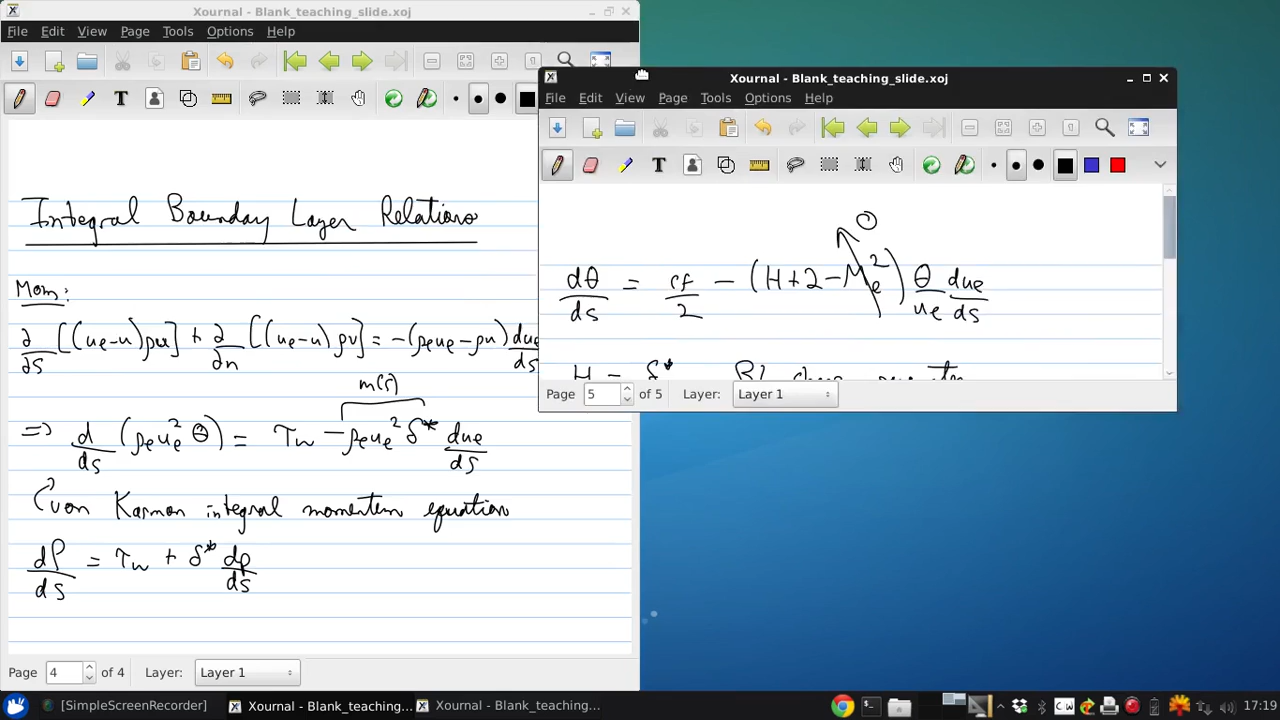 Xournal - Blank_teaching_slide.xoj
File Edit View Page Tools Options Help
Integral Boundary Layer Relations
Mom:
∂/∂s [(ue-u)ρu] + ∂/∂n [(ue-u)ρv] = -(ρeue-ρu) due/ds
m(s)
=> d/ds (ρeue² θ) = τw - ρeue² δ* due/ds
von Karman integral momentum equation
dP/ds = τw + δ* dp/ds
Page 4 of 4 Layer: Layer 1
Xournal - Blank_teaching_slide.xoj
File Edit View Page Tools Options Help
0
dθ/ds = cf/2 - (H+2-Me²) θ/ue due/ds
H = δ*
Page 5 of 5 Layer: Layer 1
[SimpleScreenRecorder] Xournal - Blank_teaching... Xournal - Blank_teaching... 17:19